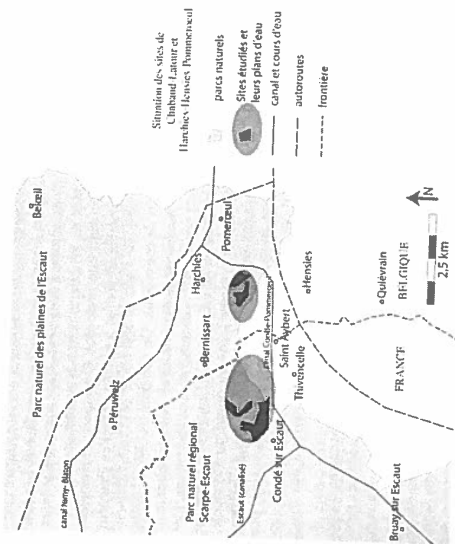 Situation des sites de
Chabaud-Latour et
Harchies-Hensies-Pommeroeul
parcs naturels
Sites étudiés et
leurs plans d'eau
canal et cours d'eau
autoroutes
frontière
Parc naturel des plaines de l'Escaut
Belœil
canal Nimy-Blaton
Péruwelz
Harchies
Pomerœul
Bernissart
Parc naturel régional
Scarpe-Escaut
Escaut (canalisé)
Canal Condé-Pommeroeul
Saint Aybert
Thivencelle
Condé sur Escaut
Hensies
Quiévrain
BELGIQUE
FRANCE
Bruay sur Escaut
N
2,5 km